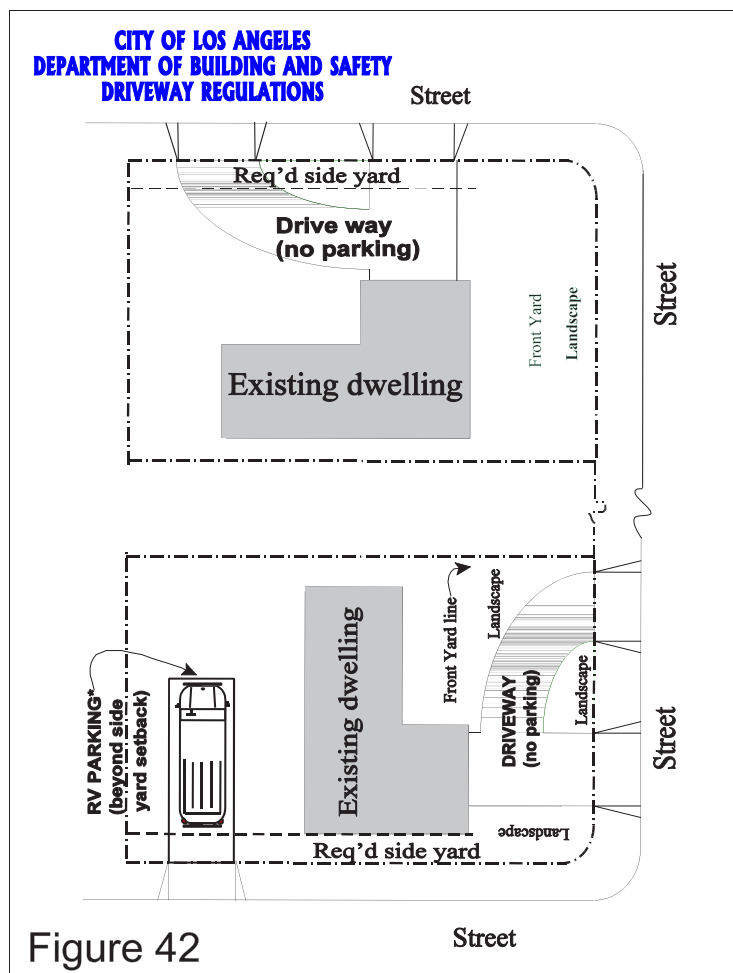 CITY OF LOS ANGELES
DEPARTMENT OF BUILDING AND SAFETY
DRIVEWAY REGULATIONS
Street
Req'd side yard
Drive way
(no parking)
Front Yard
Landscape
Street
Existing dwelling
Front Yard line
Landscape
Landscape
DRIVEWAY
(no parking)
Existing dwelling
RV PARKING*
(beyond side
yard setback)
Street
Landscape
Req'd side yard
Street
Figure 42